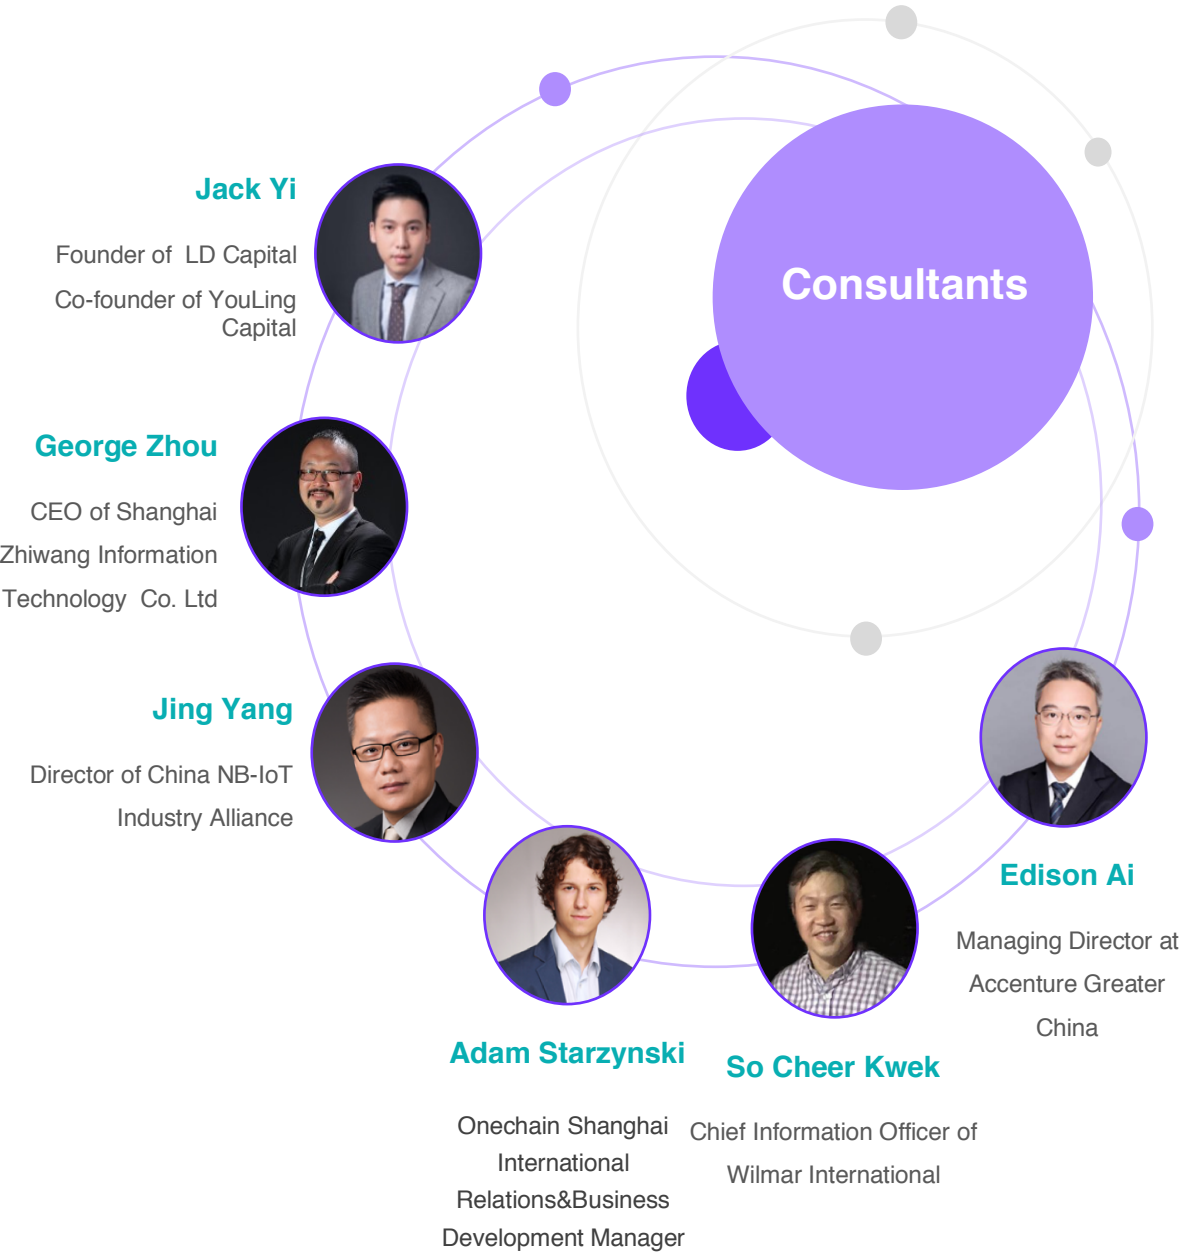 Consultants
Jack Yi
Founder of LD Capital
Co-founder of YouLing
Capital
George Zhou
CEO of Shanghai
Zhiwang Information
Technology Co. Ltd
Jing Yang
Director of China NB-IoT
Industry Alliance
Adam Starzynski
Onechain Shanghai
International
Relations&Business
Development Manager
So Cheer Kwek
Chief Information Officer of
Wilmar International
Edison Ai
Managing Director at
Accenture Greater
China